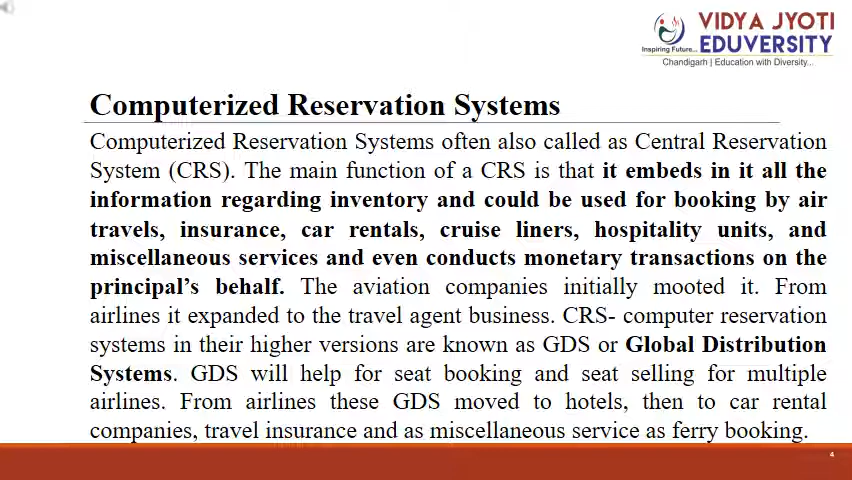 VIDYA JYOTI
EDUVERSITY
Inspiring Future...
Chandigarh | Education with Diversity...
Computerized Reservation Systems
Computerized Reservation Systems often also called as Central Reservation
System (CRS). The main function of a CRS is that it embeds in it all the
information regarding inventory and could be used for booking by air
travels, insurance, car rentals, cruise liners, hospitality units, and
miscellaneous services and even conducts monetary transactions on the
principal’s behalf. The aviation companies initially mooted it. From
airlines it expanded to the travel agent business. CRS- computer reservation
systems in their higher versions are known as GDS or Global Distribution
Systems. GDS will help for seat booking and seat selling for multiple
airlines. From airlines these GDS moved to hotels, then to car rental
companies, travel insurance and as miscellaneous service as ferry booking.
4